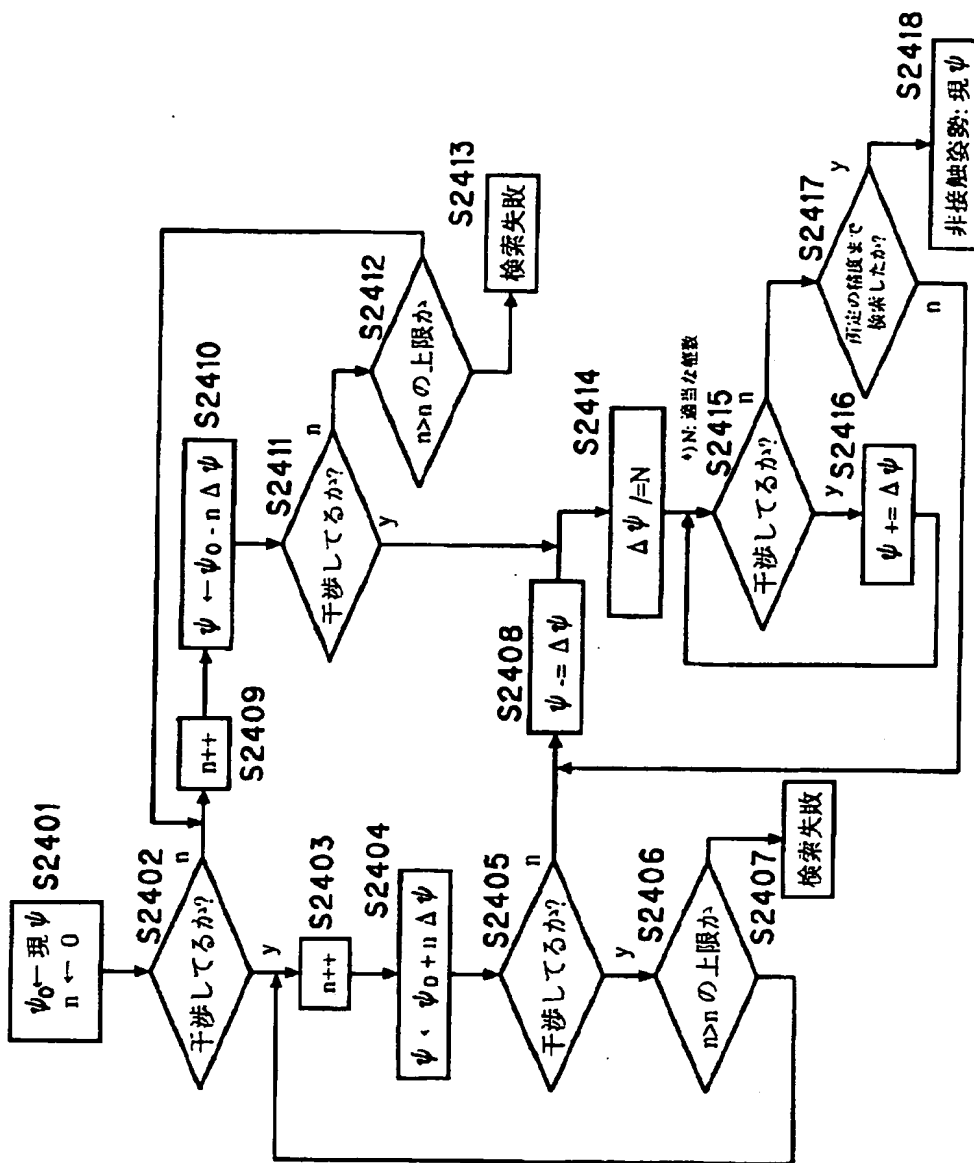 S2401
ψ₀←現ψ
n ← 0
S2402
干渉してるか?
n
y
n++
S2409
S2410
ψ ←ψ₀ - n Δψ
S2411
干渉してるか?
n
y
S2412
n>n の上限か
S2413
検索失敗
S2403
n++
S2404
ψ ‹ ψ₀ + n Δψ
S2405
干渉してるか?
n
y
S2406
n>n の上限か
S2407
検索失敗
S2408
ψ -= Δψ
S2414
Δψ /=N
*) N: 適当な整数
S2415
干渉してるか?
n
y
S2416
ψ += Δψ
S2417
所定の精度まで
検索したか?
y
n
S2418
非接触姿勢: 現ψ